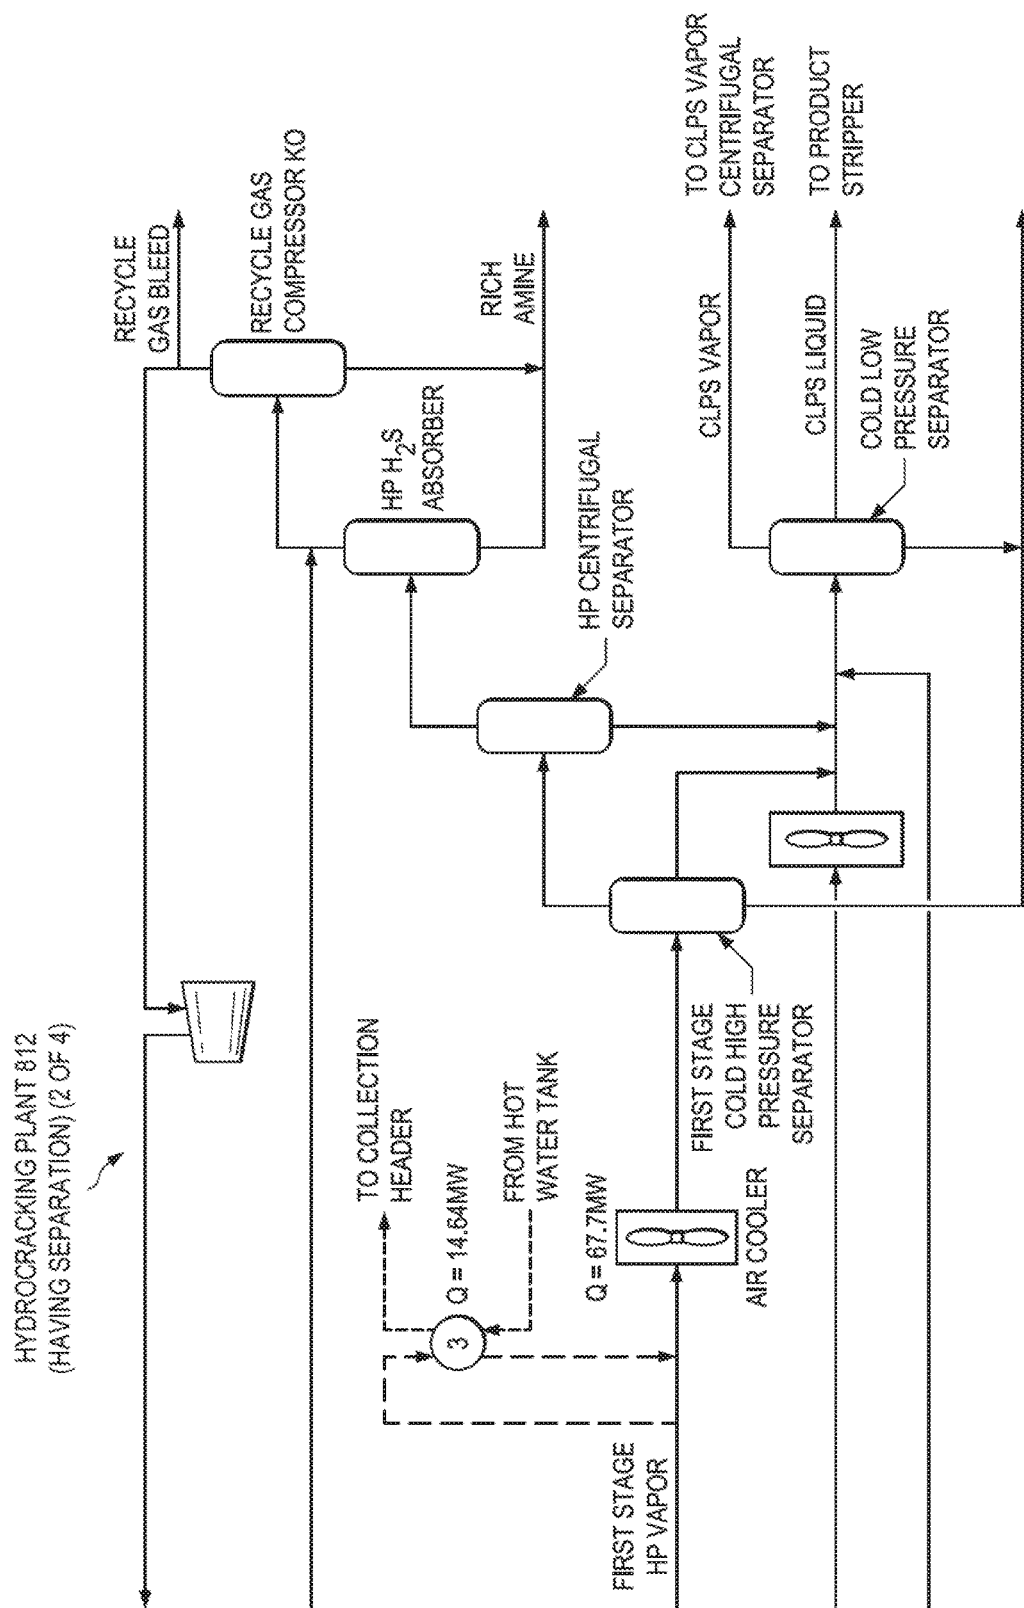 HYDROCRACKING PLANT 812
(HAVING SEPARATION) (2 OF 4)
RECYCLE
GAS BLEED
RECYCLE GAS
COMPRESSOR KO
HP H2S
ABSORBER
RICH
AMINE
HP CENTRIFUGAL
SEPARATOR
TO CLPS VAPOR
CENTRIFUGAL
SEPARATOR
CLPS VAPOR
TO PRODUCT
STRIPPER
CLPS LIQUID
COLD LOW
PRESSURE
SEPARATOR
TO COLLECTION
HEADER
Q = 14.64MW
3
FROM HOT
WATER TANK
Q = 67.7MW
AIR COOLER
FIRST STAGE
COLD HIGH
PRESSURE
SEPARATOR
FIRST STAGE
HP VAPOR